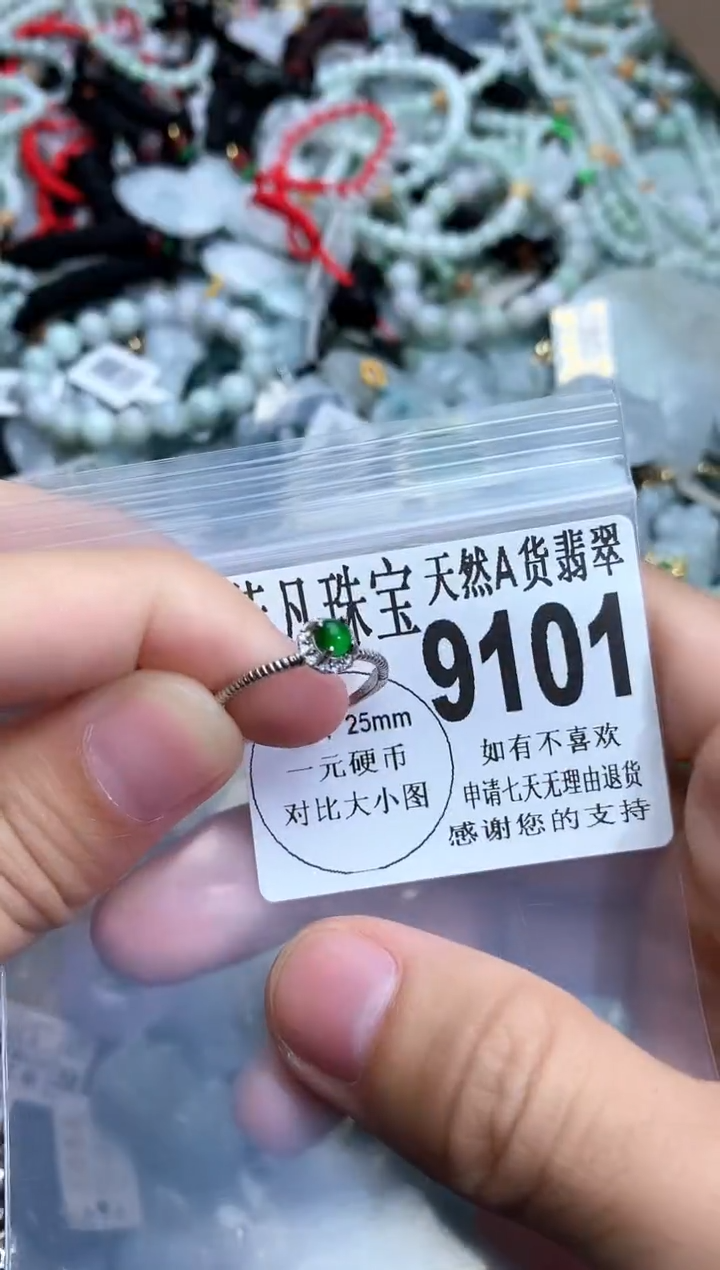 凡珠宝
天然A货翡翠
9101
25mm
一元硬币
对比大小图
如有不喜欢
申请七天无理由退货
感谢您的支持